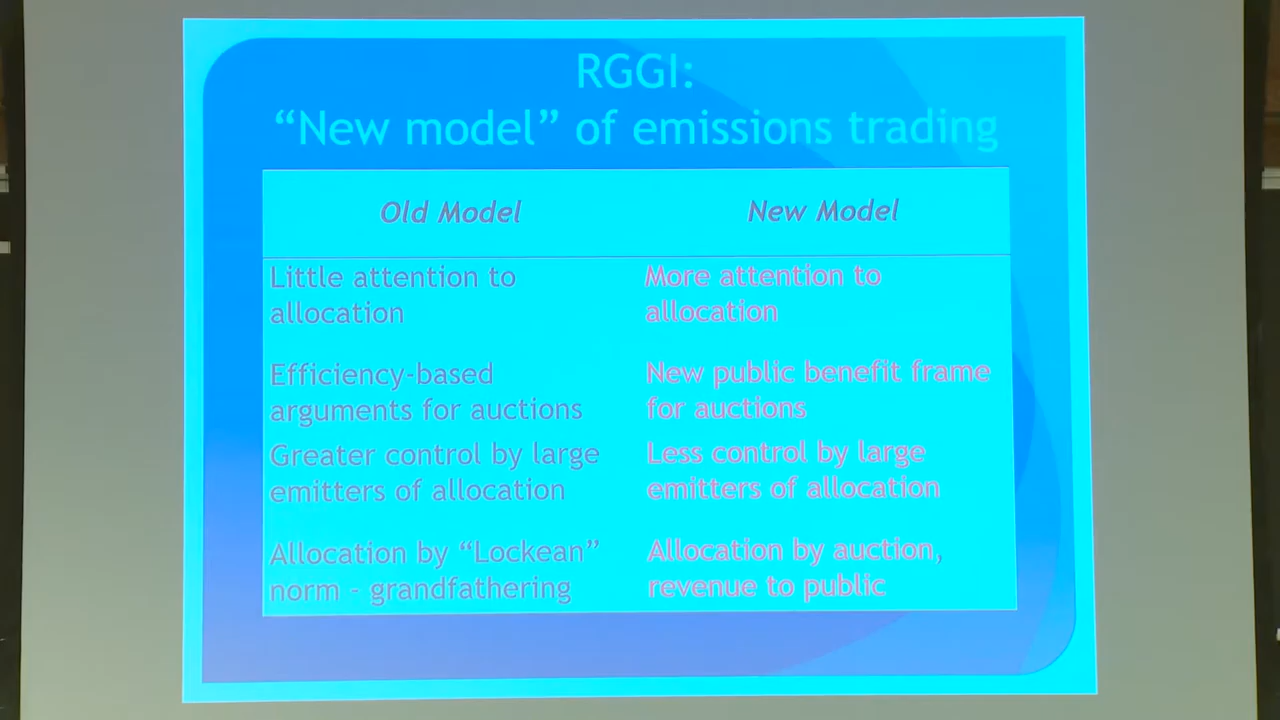 RGGI:
“New model” of emissions trading
Old Model
New Model
Little attention to
allocation
More attention to
allocation
Efficiency-based
arguments for auctions
New public benefit frame
for auctions
Greater control by large
emitters of allocation
Less control by large
emitters of allocation
Allocation by “Lockean”
norm - grandfathering
Allocation by auction,
revenue to public